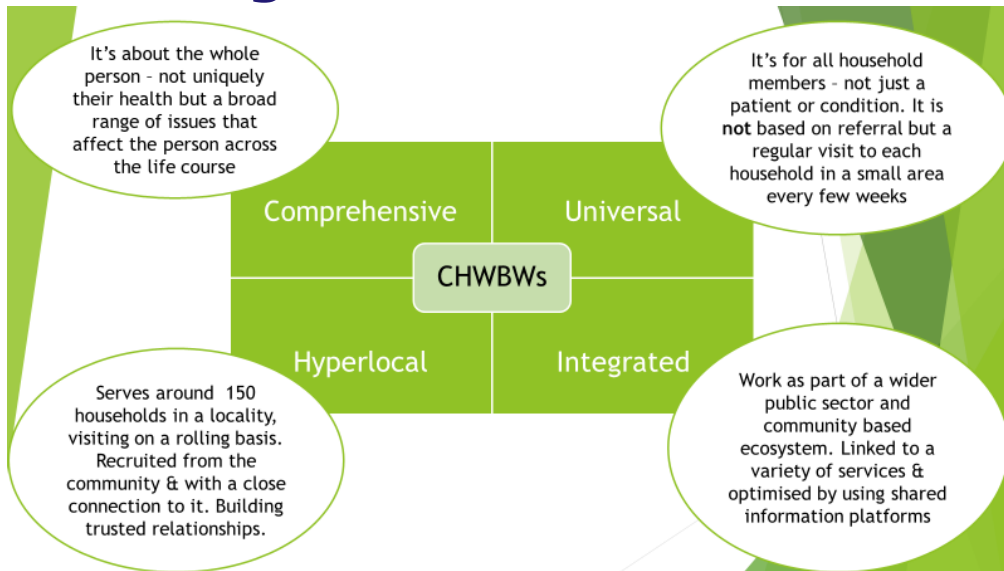 It's about the whole
person – not uniquely
their health but a broad
range of issues that
affect the person across
the life course
It's for all household
members – not just a
patient or condition. It is
not based on referral but a
regular visit to each
household in a small area
every few weeks
Comprehensive
Universal
CHWBWs
Hyperlocal
Integrated
Serves around 150
households in a locality,
visiting on a rolling basis.
Recruited from the
community & with a close
connection to it. Building
trusted relationships.
Work as part of a wider
public sector and
community based
ecosystem. Linked to a
variety of services &
optimised by using shared
information platforms